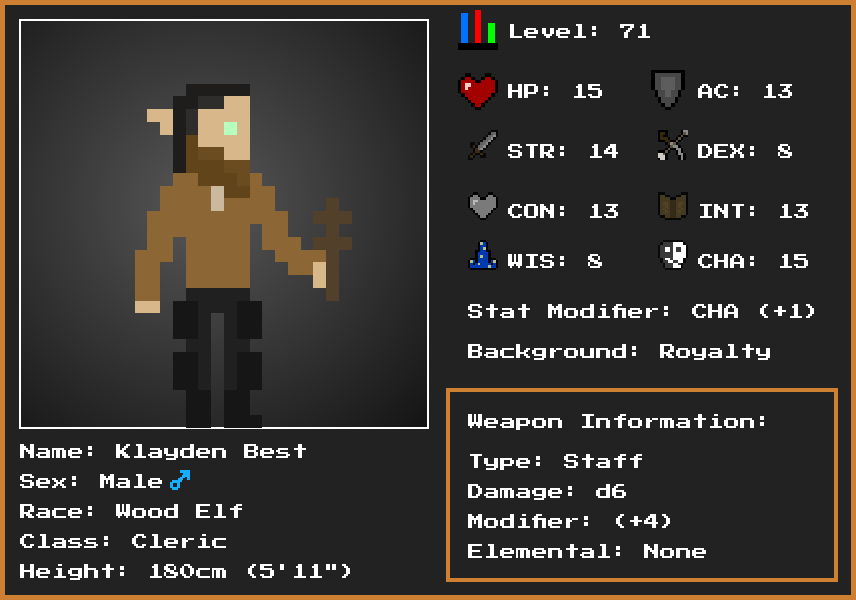 Level: 71
HP: 15 AC: 13
STR: 14 DEX: 8
CON: 13 INT: 13
WIS: 8 CHA: 15
Stat Modifier: CHA (+1)
Background: Royalty
Weapon Information:
Type: Staff
Damage: d6
Modifier: (+4)
Elemental: None
Name: Klayden Best
Sex: Male ♂
Race: Wood Elf
Class: Cleric
Height: 180cm (5'11")